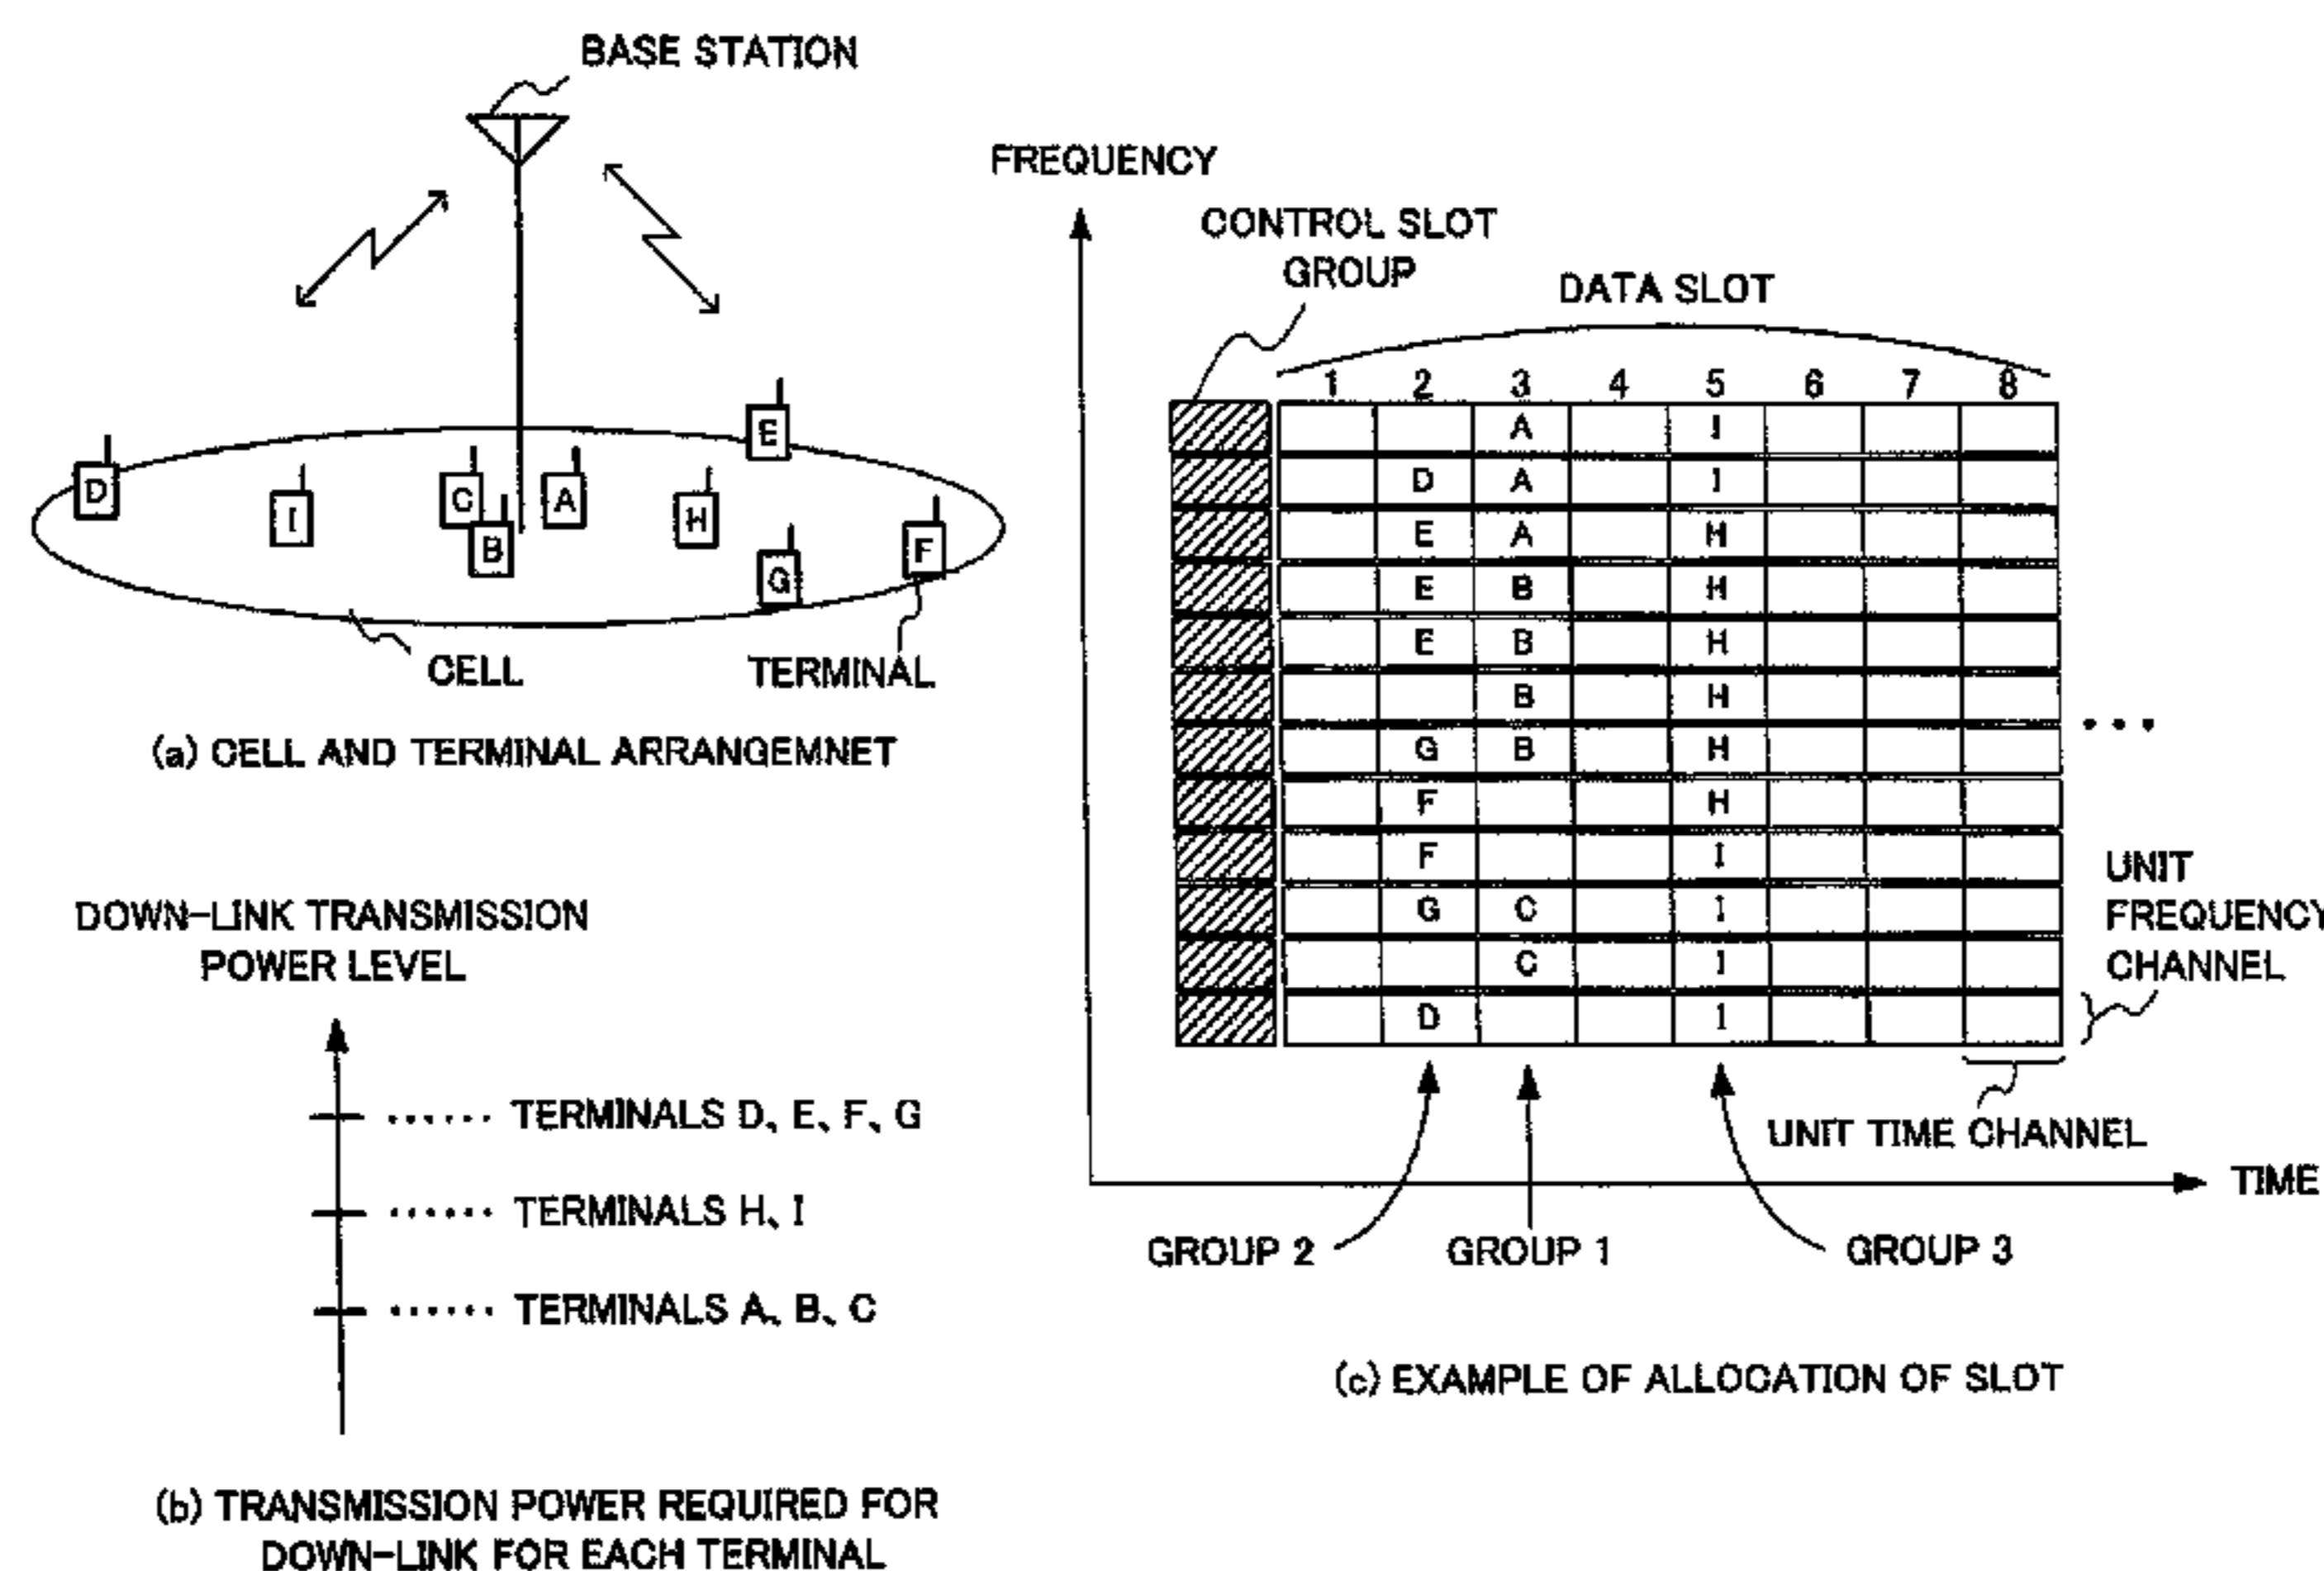 BASE STATION
D
I
C
B
A
E
H
G
F
CELL
TERMINAL
(a) CELL AND TERMINAL ARRANGEMNET
DOWN-LINK TRANSMISSION
POWER LEVEL
...... TERMINALS D、E、F、G
...... TERMINALS H、I
...... TERMINALS A、B、C
(b) TRANSMISSION POWER REQUIRED FOR
DOWN-LINK FOR EACH TERMINAL
FREQUENCY
CONTROL SLOT
GROUP
DATA SLOT
1 2 3 4 5 6 7 8
A I
D A I
E A H
E B H
E B H
B H
G B H
F H
F I
G C I
C I
D I
...
UNIT
FREQUENCY
CHANNEL
UNIT TIME CHANNEL
TIME
GROUP 2 GROUP 1 GROUP 3
(c) EXAMPLE OF ALLOCATION OF SLOT